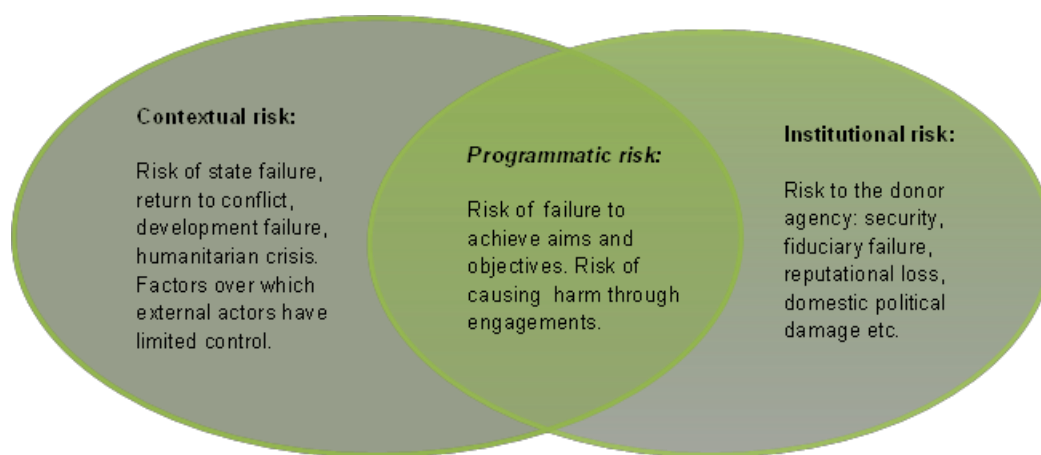 Contextual risk:
Risk of state failure,
return to conflict,
development failure,
humanitarian crisis.
Factors over which
external actors have
limited control.
Programmatic risk:
Risk of failure to
achieve aims and
objectives. Risk of
causing harm through
engagements.
Institutional risk:
Risk to the donor
agency: security,
fiduciary failure,
reputational loss,
domestic political
damage etc.